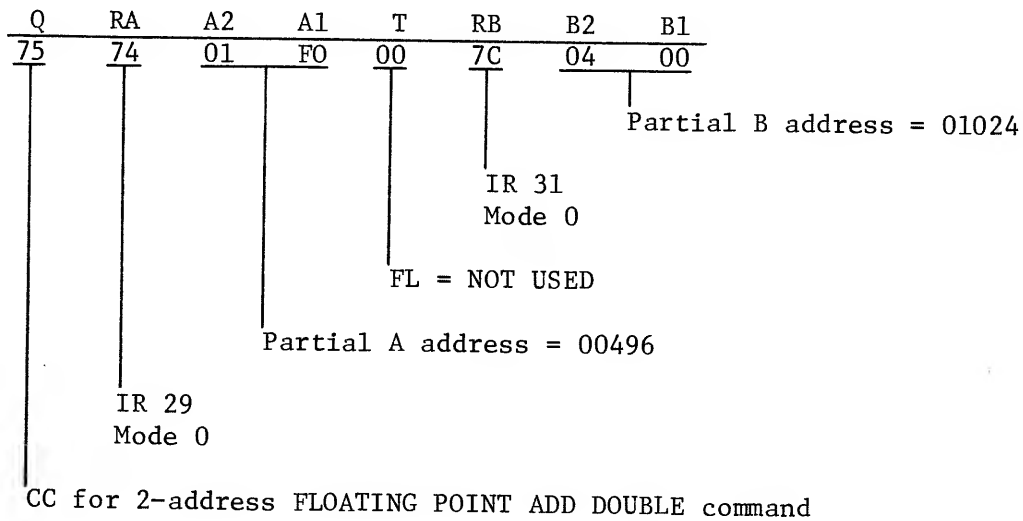 Q RA A2 A1 T RB B2 B1
75 74 01 F0 00 7C 04 00
Partial B address = 01024
IR 31
Mode 0
FL = NOT USED
Partial A address = 00496
IR 29
Mode 0
CC for 2-address FLOATING POINT ADD DOUBLE command